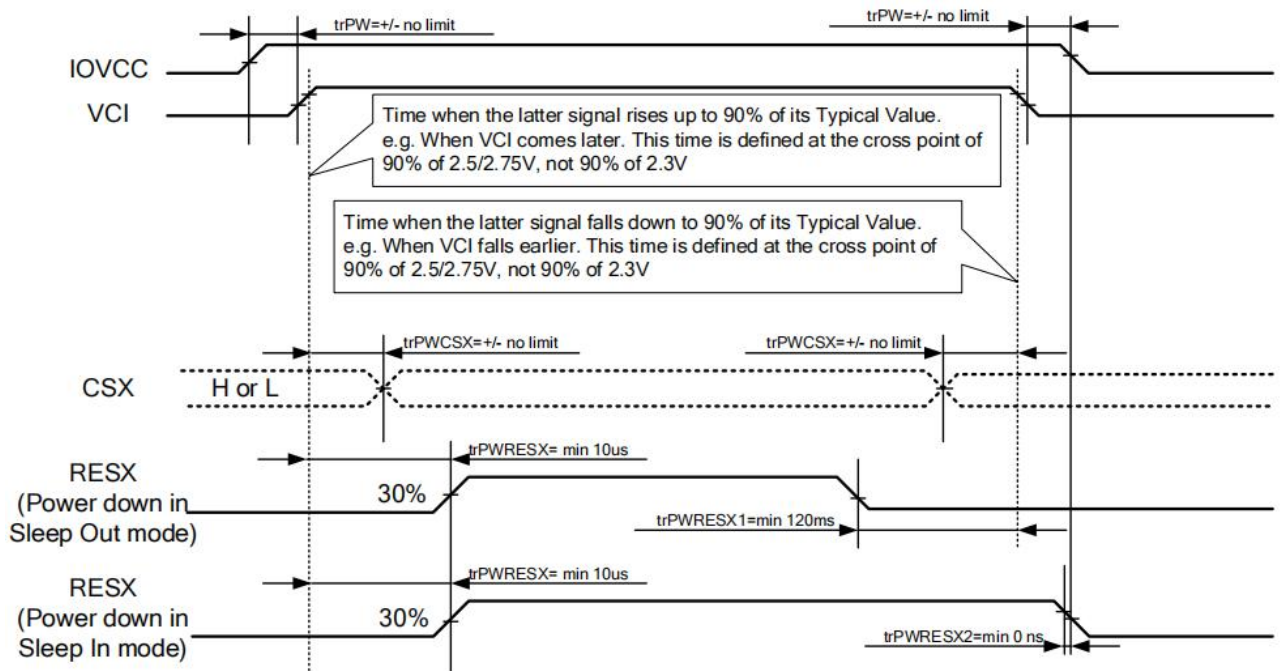 trPW=+/- no limit
trPW=+/- no limit
IOVCC
VCI
Time when the latter signal rises up to 90% of its Typical Value.
e.g. When VCI comes later. This time is defined at the cross point of
90% of 2.5/2.75V, not 90% of 2.3V
Time when the latter signal falls down to 90% of its Typical Value.
e.g. When VCI falls earlier. This time is defined at the cross point of
90% of 2.5/2.75V, not 90% of 2.3V
trPWCSX=+/- no limit
trPWCSX=+/- no limit
CSX
H or L
trPWRESX= min 10us
RESX
(Power down in
Sleep Out mode)
30%
trPWRESX1=min 120ms
trPWRESX= min 10us
RESX
(Power down in
Sleep In mode)
30%
trPWRESX2=min 0 ns